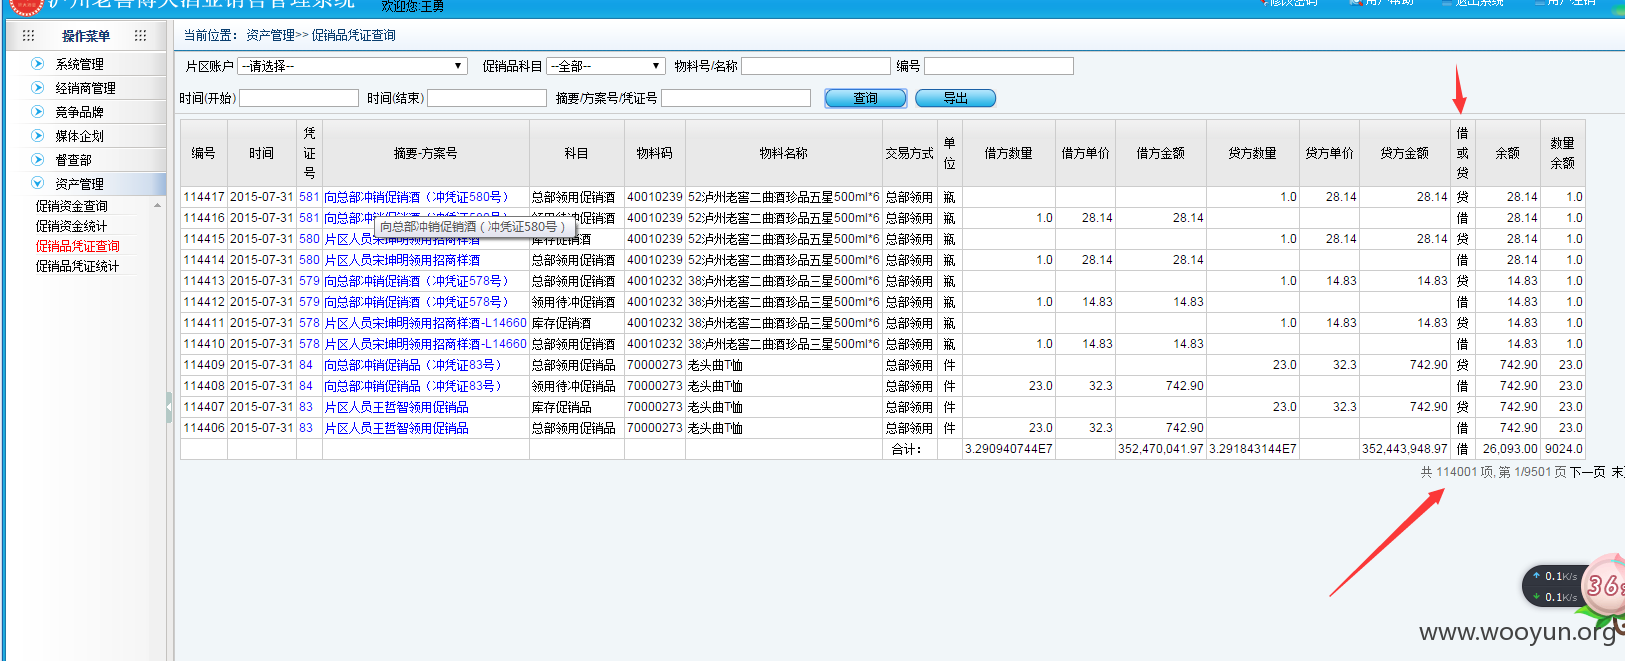 泸州老窖博大酒业销售管理系统
欢迎您:王勇
修改密码 用户帮助 退出系统 用户注销
操作菜单
系统管理
经销商管理
竞争品牌
媒体企划
督查部
资产管理
促销资金查询
促销资金统计
促销品凭证查询
促销品凭证统计
当前位置： 资产管理>> 促销品凭证查询
片区账户 --请选择-- 促销品科目 --全部-- 物料号/名称 编号
时间(开始) 时间(结束) 摘要/方案号/凭证号 查询 导出
编号 时间 凭证号 摘要-方案号 科目 物料码 物料名称 交易方式 单位 借方数量 借方单价 借方金额 贷方数量 贷方单价 贷方金额 借或贷 余额 数量余额
114417 2015-07-31 581 向总部冲销促销酒（冲凭证580号） 总部领用促销酒 40010239 52泸州老窖二曲酒珍品五星500ml*6 总部领用 瓶 1.0 28.14 28.14 贷 28.14 1.0
114416 2015-07-31 581 向总部冲销促销酒（冲凭证580号） 领用待冲促销酒 40010239 52泸州老窖二曲酒珍品五星500ml*6 总部领用 瓶 1.0 28.14 28.14 借 28.14 1.0
向总部冲销促销酒（冲凭证580号）
114415 2015-07-31 580 片区人员宋坤明领用招商样酒 库存促销酒 40010239 52泸州老窖二曲酒珍品五星500ml*6 总部领用 瓶 1.0 28.14 28.14 贷 28.14 1.0
114414 2015-07-31 580 片区人员宋坤明领用招商样酒 总部领用促销酒 40010239 52泸州老窖二曲酒珍品五星500ml*6 总部领用 瓶 1.0 28.14 28.14 借 28.14 1.0
114413 2015-07-31 579 向总部冲销促销酒（冲凭证578号） 总部领用促销酒 40010232 38泸州老窖二曲酒珍品三星500ml*6 总部领用 瓶 1.0 14.83 14.83 贷 14.83 1.0
114412 2015-07-31 579 向总部冲销促销酒（冲凭证578号） 领用待冲促销酒 40010232 38泸州老窖二曲酒珍品三星500ml*6 总部领用 瓶 1.0 14.83 14.83 借 14.83 1.0
114411 2015-07-31 578 片区人员宋坤明领用招商样酒-L14660 库存促销酒 40010232 38泸州老窖二曲酒珍品三星500ml*6 总部领用 瓶 1.0 14.83 14.83 贷 14.83 1.0
114410 2015-07-31 578 片区人员宋坤明领用招商样酒-L14660 总部领用促销酒 40010232 38泸州老窖二曲酒珍品三星500ml*6 总部领用 瓶 1.0 14.83 14.83 借 14.83 1.0
114409 2015-07-31 84 向总部冲销促销品（冲凭证83号） 总部领用促销品 70000273 老头曲T恤 总部领用 件 23.0 32.3 742.90 贷 742.90 23.0
114408 2015-07-31 84 向总部冲销促销品（冲凭证83号） 领用待冲促销品 70000273 老头曲T恤 总部领用 件 23.0 32.3 742.90 借 742.90 23.0
114407 2015-07-31 83 片区人员王哲智领用促销品 库存促销品 70000273 老头曲T恤 总部领用 件 23.0 32.3 742.90 贷 742.90 23.0
114406 2015-07-31 83 片区人员王哲智领用促销品 总部领用促销品 70000273 老头曲T恤 总部领用 件 23.0 32.3 742.90 借 742.90 23.0
合计： 3.290940744E7 352,470,041.97 3.291843144E7 352,443,948.97 借 26,093.00 9024.0
共 114001 项, 第 1/9501 页 下一页 末
0.1K/s
0.1K/s
36
www.wooyun.org